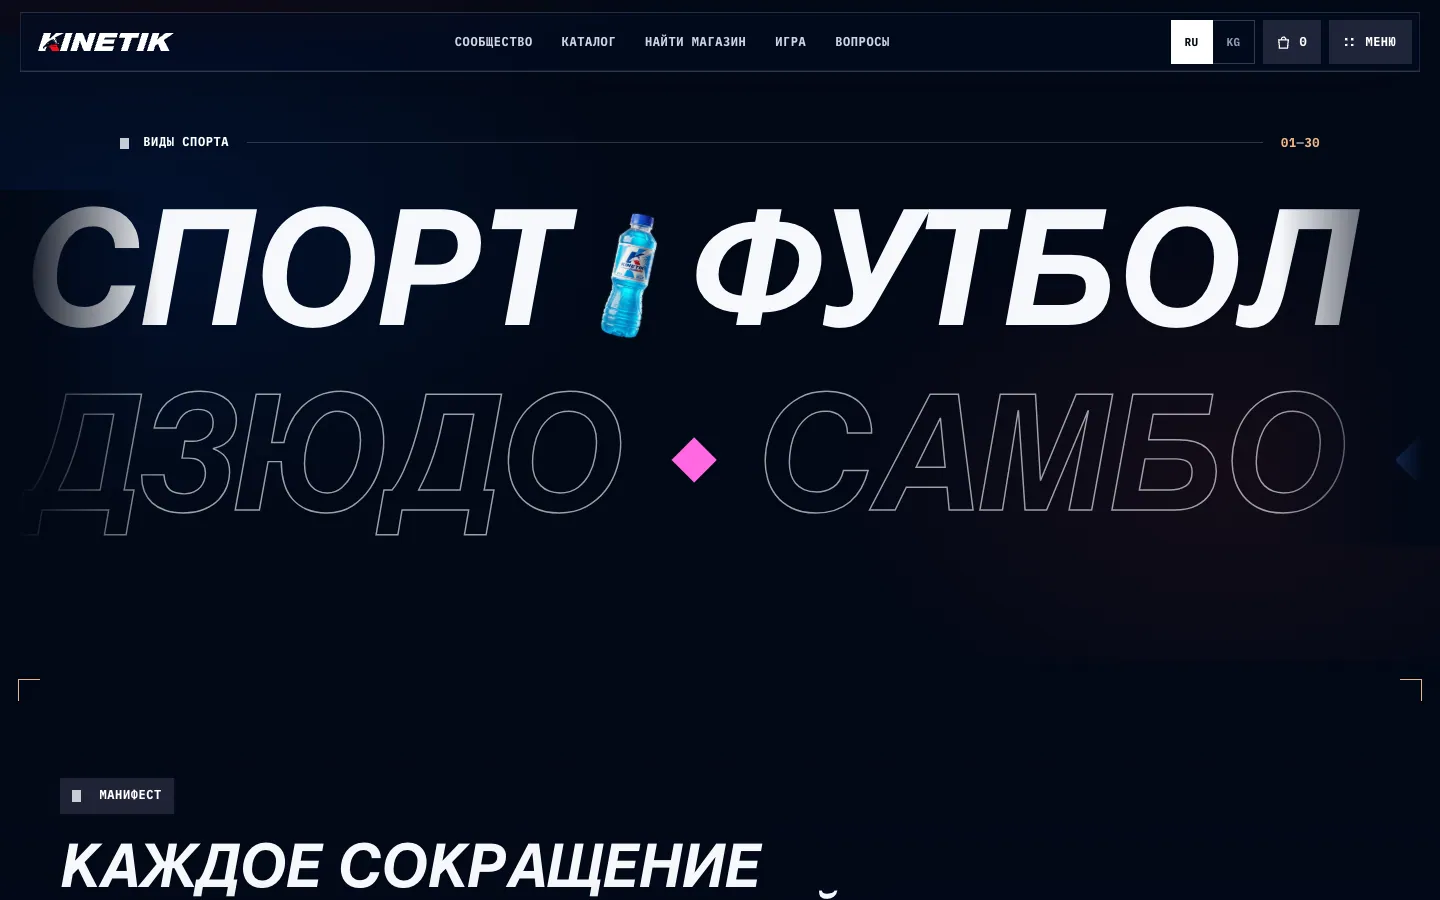 KINETIK
СООБЩЕСТВО КАТАЛОГ НАЙТИ МАГАЗИН ИГРА ВОПРОСЫ
RU KG 0 :: МЕНЮ
ВИДЫ СПОРТА 01—30
СПОРТ ФУТБОЛ
ДЗЮДО САМБО
МАНИФЕСТ
КАЖДОЕ СОКРАЩЕНИЕ